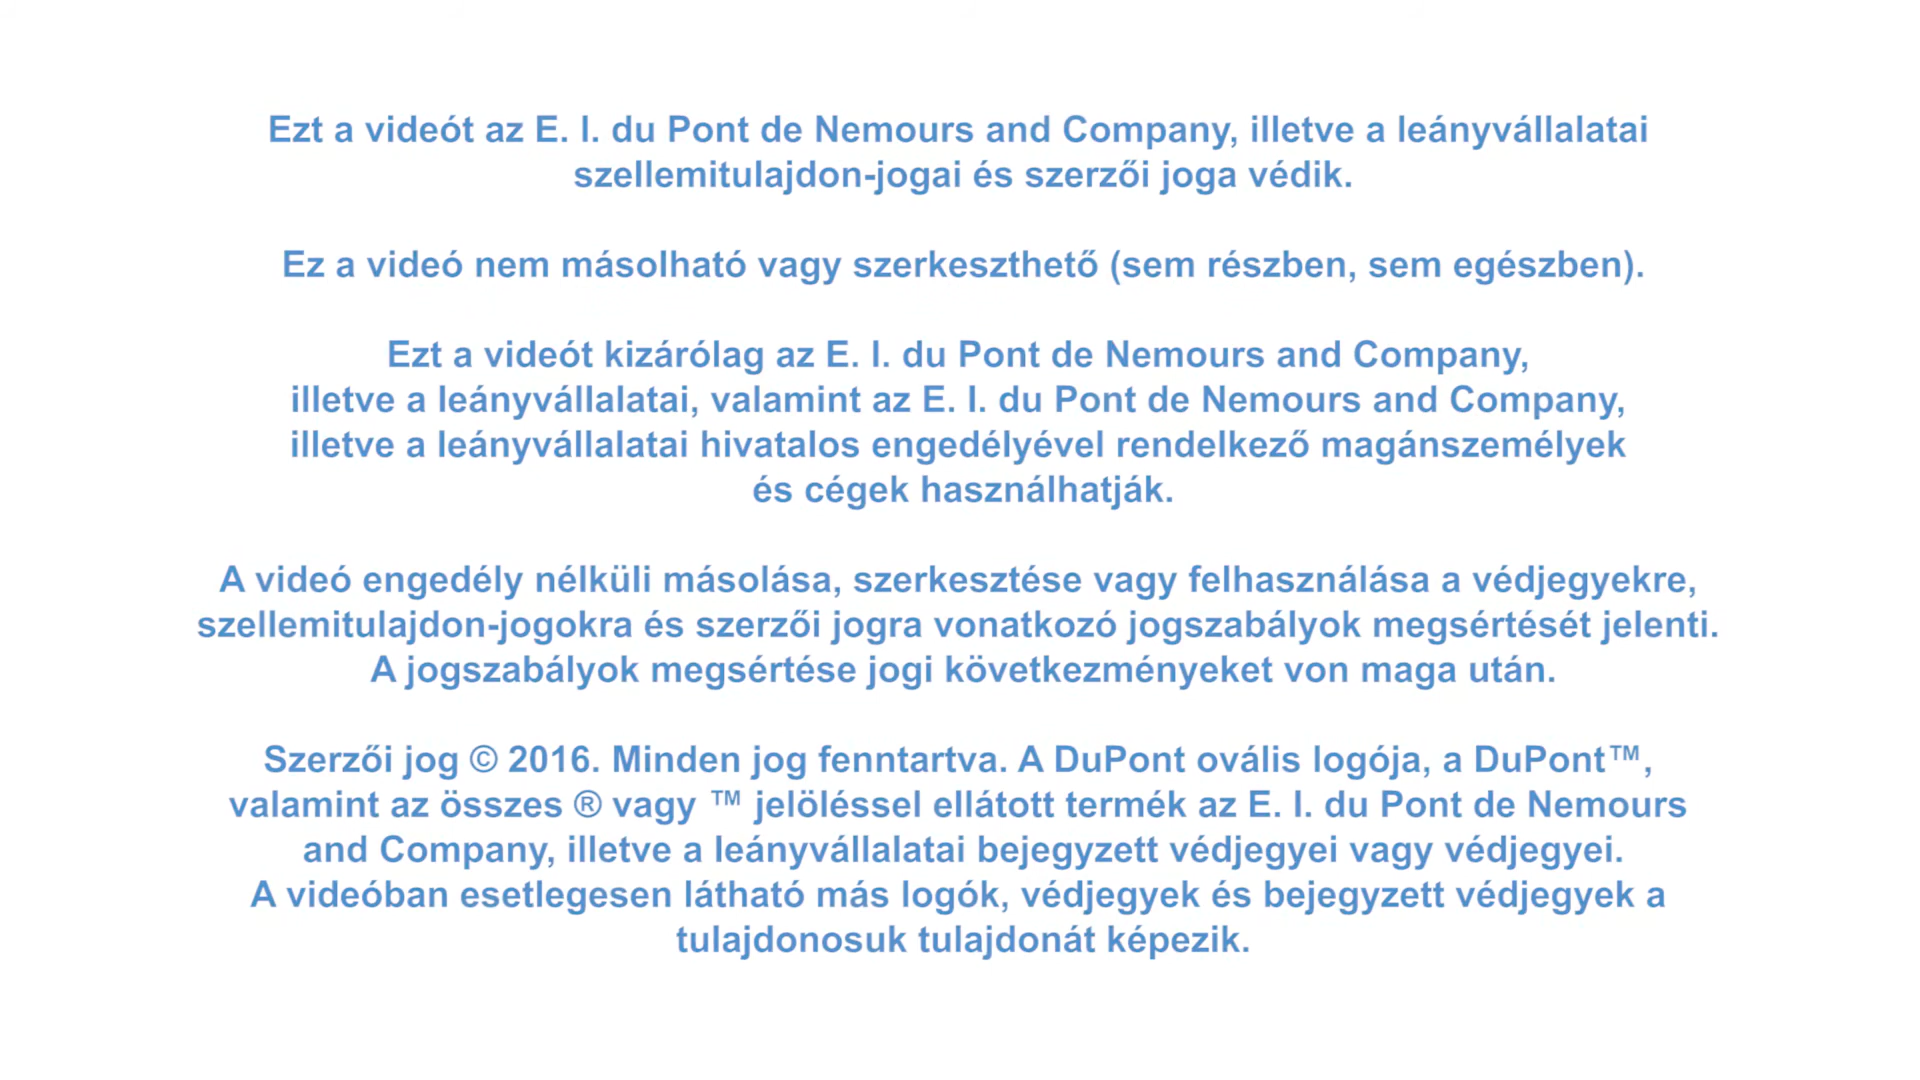 Ezt a videót az E. I. du Pont de Nemours and Company, illetve a leányvállalatai
szellemitulajdon-jogai és szerzői joga védik.
Ez a videó nem másolható vagy szerkeszthető (sem részben, sem egészben).
Ezt a videót kizárólag az E. I. du Pont de Nemours and Company,
illetve a leányvállalatai, valamint az E. I. du Pont de Nemours and Company,
illetve a leányvállalatai hivatalos engedélyével rendelkező magánszemélyek
és cégek használhatják.
A videó engedély nélküli másolása, szerkesztése vagy felhasználása a védjegyekre,
szellemitulajdon-jogokra és szerzői jogra vonatkozó jogszabályok megsértését jelenti.
A jogszabályok megsértése jogi következményeket von maga után.
Szerzői jog © 2016. Minden jog fenntartva. A DuPont ovális logója, a DuPont™,
valamint az összes ® vagy ™ jelöléssel ellátott termék az E. I. du Pont de Nemours
and Company, illetve a leányvállalatai bejegyzett védjegyei vagy védjegyei.
A videóban esetlegesen látható más logók, védjegyek és bejegyzett védjegyek a
tulajdonosuk tulajdonát képezik.